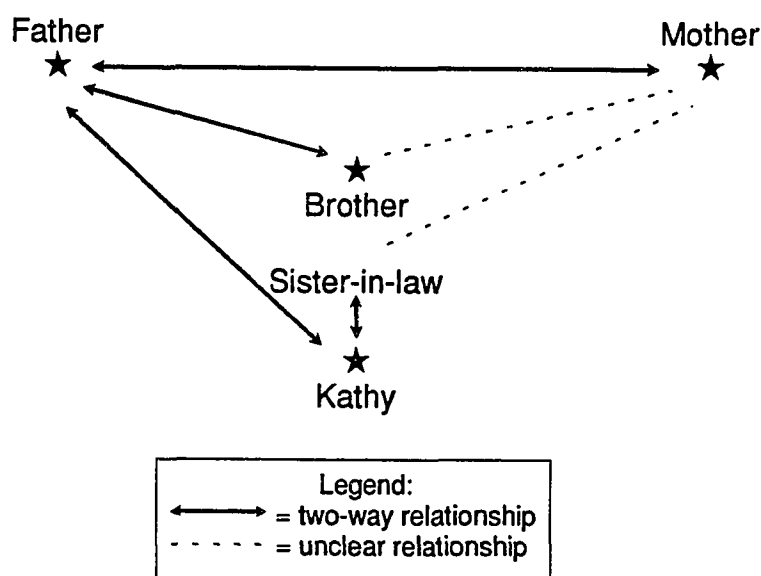 Father
Mother
Brother
Sister-in-law
Kathy
Legend:
= two-way relationship
= unclear relationship